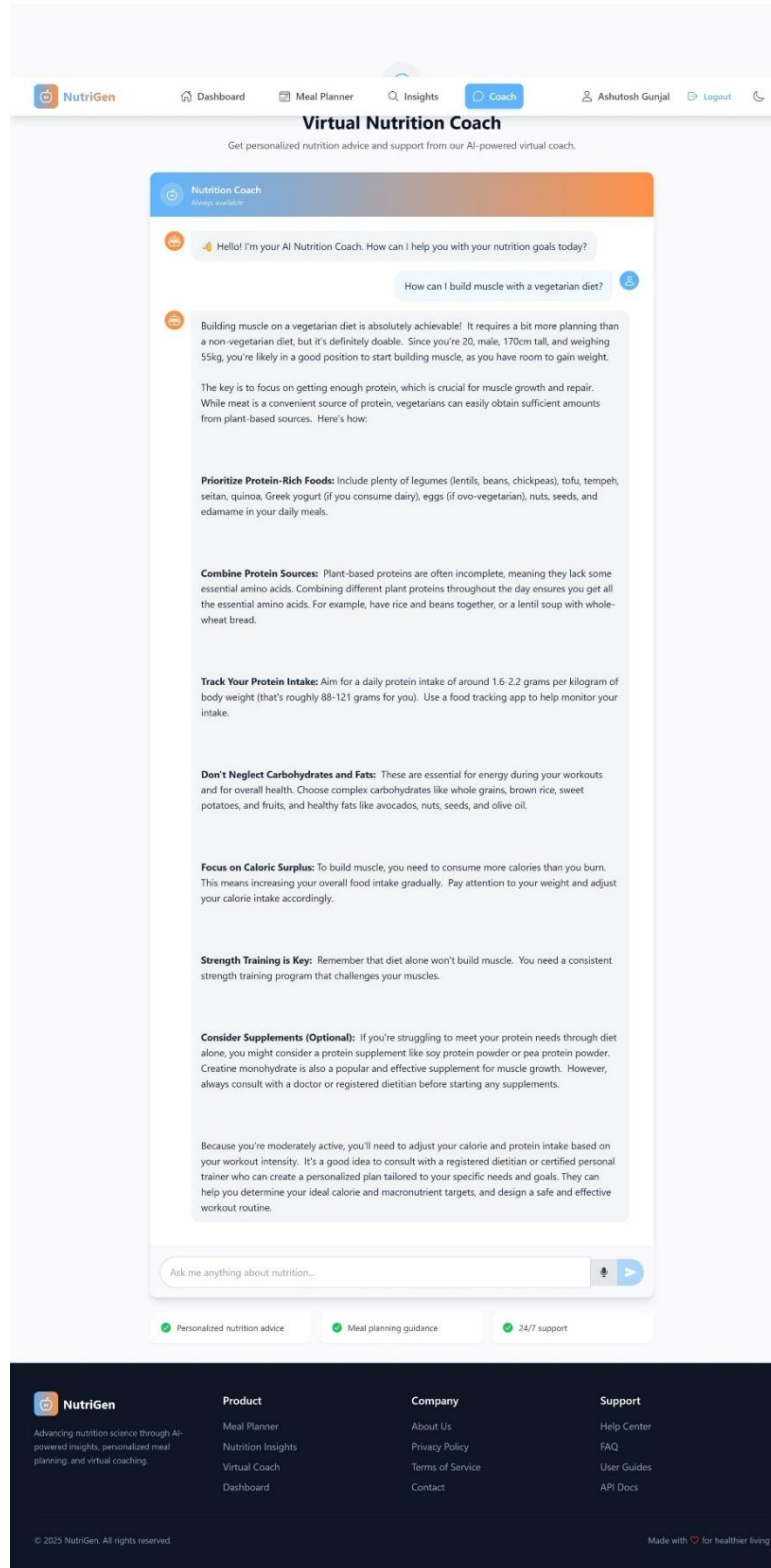 NutriGen
Dashboard
Meal Planner
Insights
Coach
Ashutosh Gunjal
Logout
Virtual Nutrition Coach
Get personalized nutrition advice and support from our AI-powered virtual coach.
Nutrition Coach
Always available
Hello! I'm your AI Nutrition Coach. How can I help you with your nutrition goals today?
How can I build muscle with a vegetarian diet?
Building muscle on a vegetarian diet is absolutely achievable! It requires a bit more planning than
a non-vegetarian diet, but it's definitely doable. Since you're 20, male, 170cm tall, and weighing
55kg, you're likely in a good position to start building muscle, as you have room to gain weight.
The key is to focus on getting enough protein, which is crucial for muscle growth and repair.
While meat is a convenient source of protein, vegetarians can easily obtain sufficient amounts
from plant-based sources. Here's how:
Prioritize Protein-Rich Foods: Include plenty of legumes (lentils, beans, chickpeas), tofu, tempeh,
seitan, quinoa, Greek yogurt (if you consume dairy), eggs (if ovo-vegetarian), nuts, seeds, and
edamame in your daily meals.
Combine Protein Sources: Plant-based proteins are often incomplete, meaning they lack some
essential amino acids. Combining different plant proteins throughout the day ensures you get all
the essential amino acids. For example, have rice and beans together, or a lentil soup with whole-
wheat bread.
Track Your Protein Intake: Aim for a daily protein intake of around 1.6-2.2 grams per kilogram of
body weight (that's roughly 88-121 grams for you). Use a food tracking app to help monitor your
intake.
Don't Neglect Carbohydrates and Fats: These are essential for energy during your workouts
and for overall health. Choose complex carbohydrates like whole grains, brown rice, sweet
potatoes, and fruits, and healthy fats like avocados, nuts, seeds, and olive oil.
Focus on Caloric Surplus: To build muscle, you need to consume more calories than you burn.
This means increasing your overall food intake gradually. Pay attention to your weight and adjust
your calorie intake accordingly.
Strength Training is Key: Remember that diet alone won't build muscle. You need a consistent
strength training program that challenges your muscles.
Consider Supplements (Optional): If you're struggling to meet your protein needs through diet
alone, you might consider a protein supplement like soy protein powder or pea protein powder.
Creatine monohydrate is also a popular and effective supplement for muscle growth. However,
always consult with a doctor or registered dietitian before starting any supplements.
Because you're moderately active, you'll need to adjust your calorie and protein intake based on
your workout intensity. It's a good idea to consult with a registered dietitian or certified personal
trainer who can create a personalized plan tailored to your specific needs and goals. They can
help you determine your ideal calorie and macronutrient targets, and design a safe and effective
workout routine.
Ask me anything about nutrition...
Personalized nutrition advice
Meal planning guidance
24/7 support
NutriGen
Advancing nutrition science through AI-
powered insights, personalized meal
planning, and virtual coaching.
Product
Meal Planner
Nutrition Insights
Virtual Coach
Dashboard
Company
About Us
Privacy Policy
Terms of Service
Contact
Support
Help Center
FAQ
User Guides
API Docs
© 2025 NutriGen. All rights reserved.
Made with ♡ for healthier living